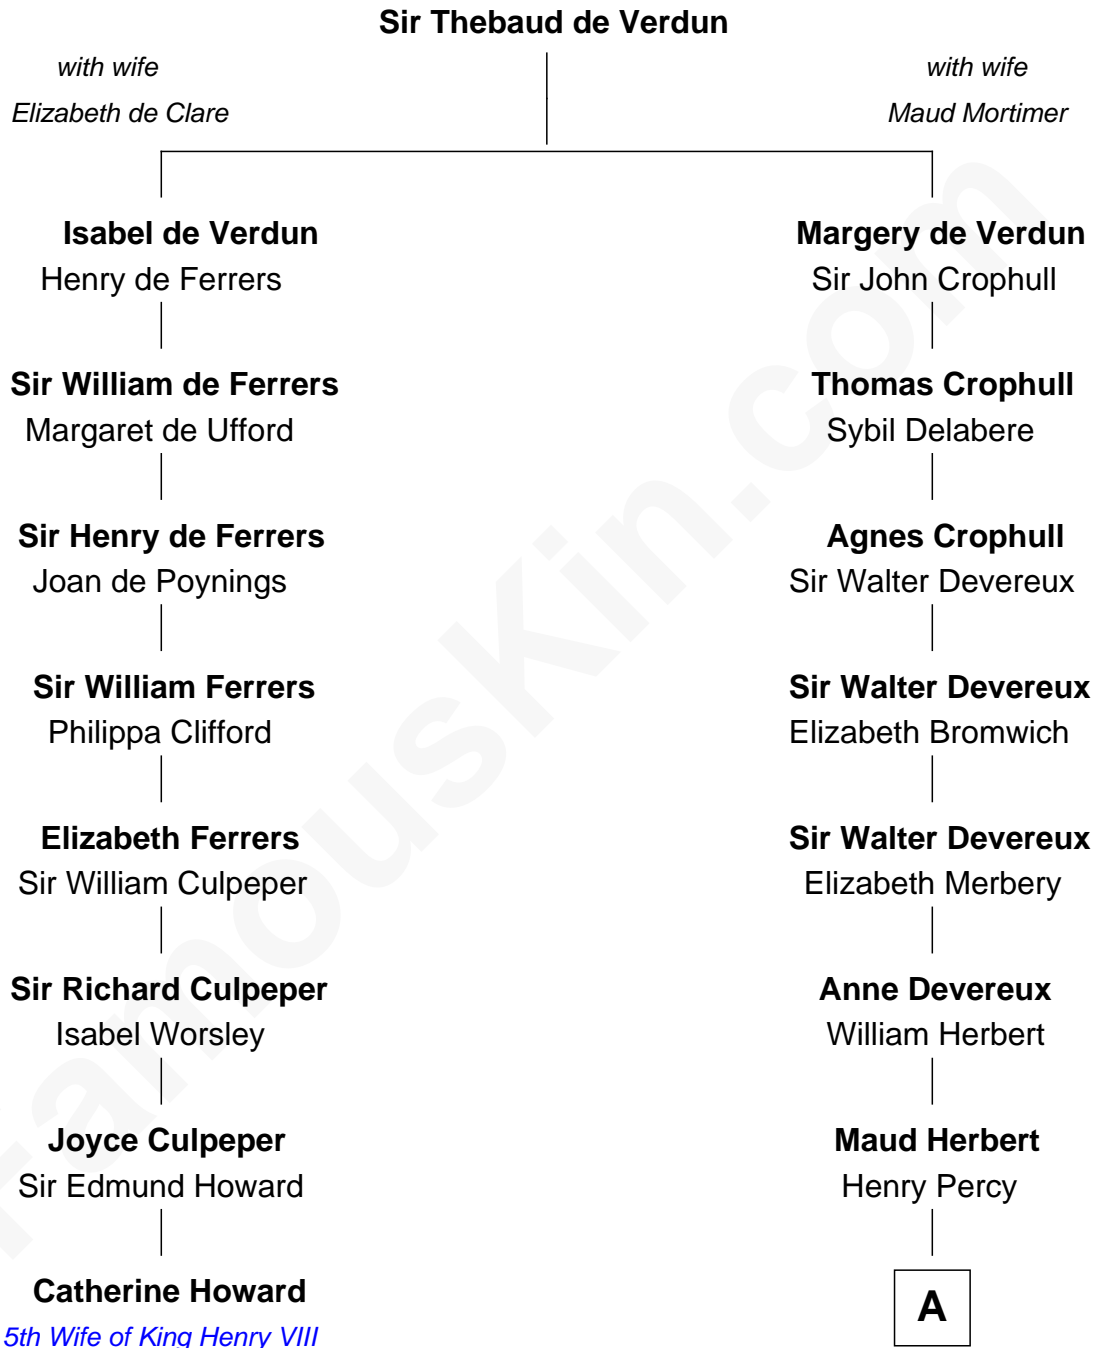 Sir Thebaud de Verdun
with wife
Elizabeth de Clare
with wife
Maud Mortimer
Isabel de Verdun
Henry de Ferrers
Margery de Verdun
Sir John Crophull
Sir William de Ferrers
Margaret de Ufford
Thomas Crophull
Sybil Delabere
Sir Henry de Ferrers
Joan de Poynings
Agnes Crophull
Sir Walter Devereux
Sir William Ferrers
Philippa Clifford
Sir Walter Devereux
Elizabeth Bromwich
Elizabeth Ferrers
Sir William Culpeper
Sir Walter Devereux
Elizabeth Merbery
Sir Richard Culpeper
Isabel Worsley
Anne Devereux
William Herbert
Joyce Culpeper
Sir Edmund Howard
Maud Herbert
Henry Percy
Catherine Howard
5th Wife of King Henry VIII
A
FamousKin.com